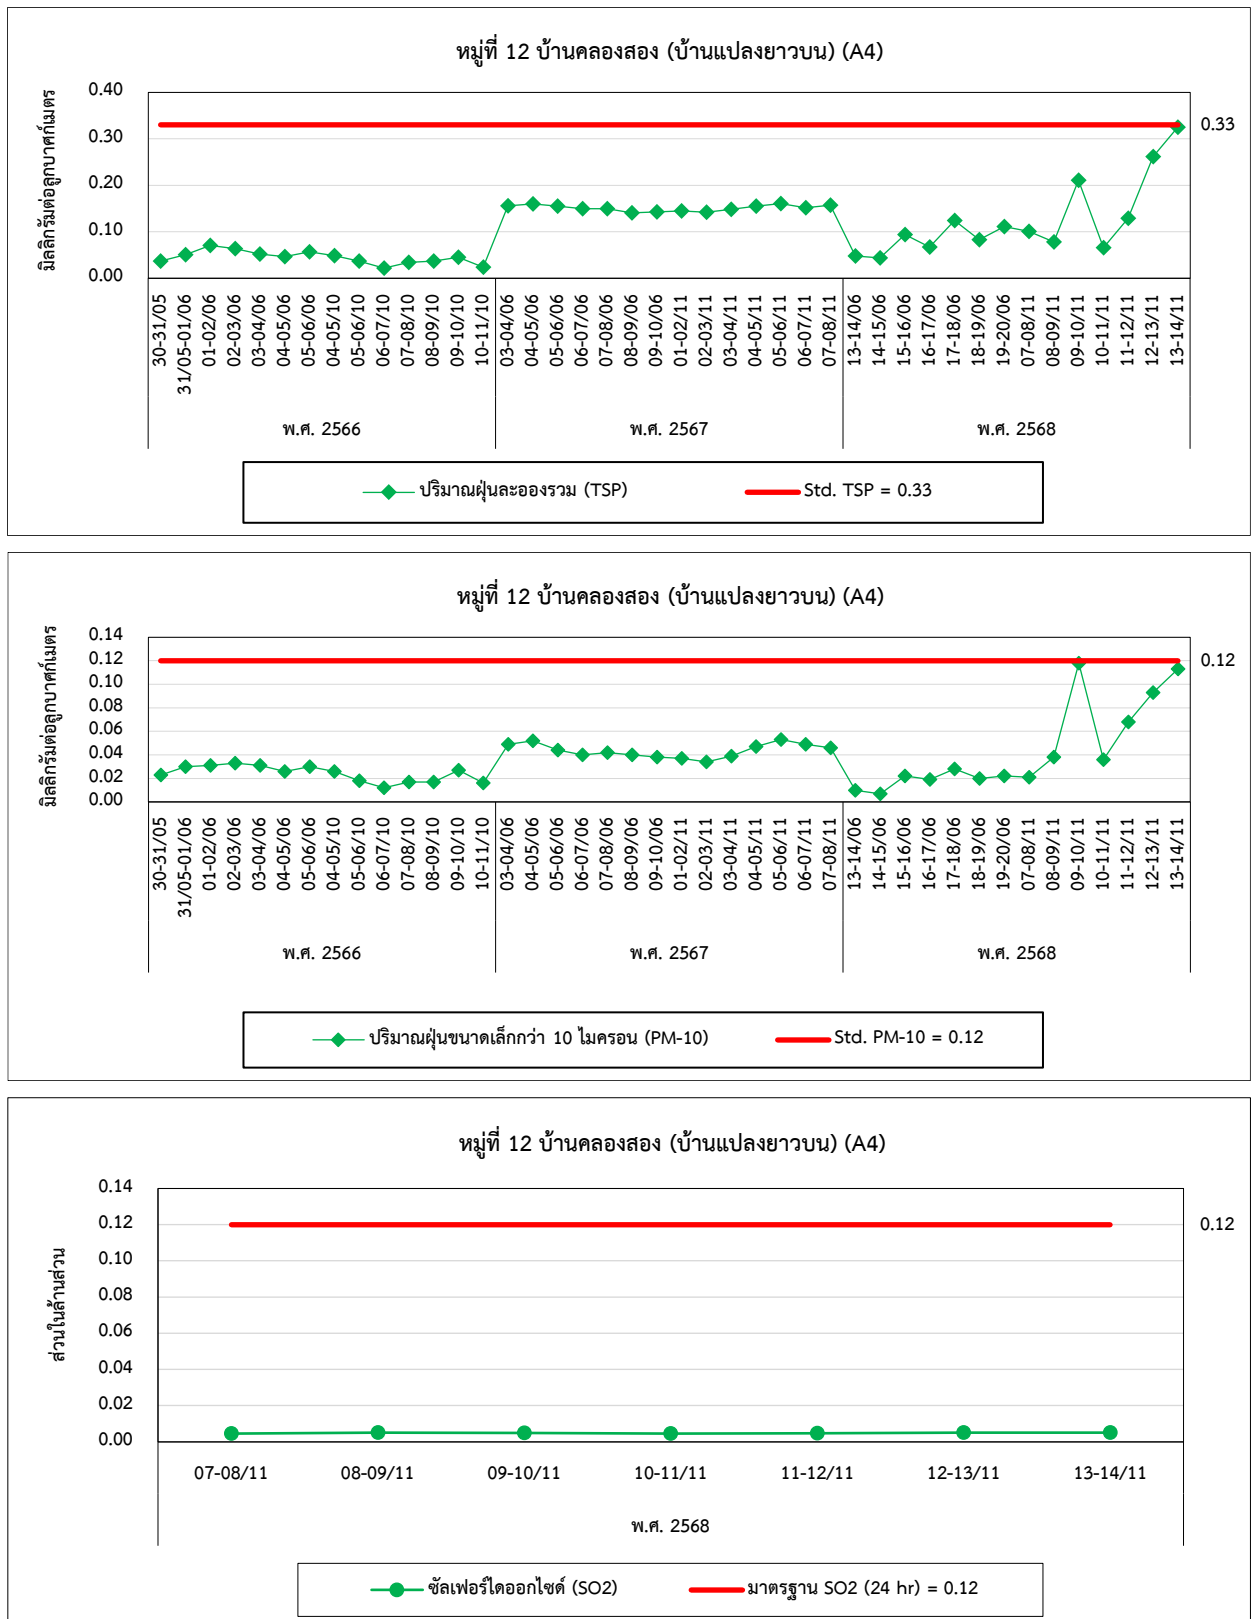 หมู่ที่ 12 บ้านคลองสอง (บ้านแปลงยาวบน) (A4)
มิลลิกรัมต่อลูกบาศก์เมตร
0.40
0.30
0.20
0.10
0.00
0.33
30-31/05 31/05-01/06 01-02/06 02-03/06 03-04/06 04-05/06 05-06/06 04-05/10 05-06/10 06-07/10 07-08/10 08-09/10 09-10/10 10-11/10 03-04/06 04-05/06 05-06/06 06-07/06 07-08/06 08-09/06 09-10/06 01-02/11 02-03/11 03-04/11 04-05/11 05-06/11 06-07/11 07-08/11 13-14/06 14-15/06 15-16/06 16-17/06 17-18/06 18-19/06 19-20/06 07-08/11 08-09/11 09-10/11 10-11/11 11-12/11 12-13/11 13-14/11
พ.ศ. 2566 พ.ศ. 2567 พ.ศ. 2568
ปริมาณฝุ่นละอองรวม (TSP) Std. TSP = 0.33
หมู่ที่ 12 บ้านคลองสอง (บ้านแปลงยาวบน) (A4)
มิลลิกรัมต่อลูกบาศก์เมตร
0.14
0.12
0.10
0.08
0.06
0.04
0.02
0.00
0.12
30-31/05 31/05-01/06 01-02/06 02-03/06 03-04/06 04-05/06 05-06/06 04-05/10 05-06/10 06-07/10 07-08/10 08-09/10 09-10/10 10-11/10 03-04/06 04-05/06 05-06/06 06-07/06 07-08/06 08-09/06 09-10/06 01-02/11 02-03/11 03-04/11 04-05/11 05-06/11 06-07/11 07-08/11 13-14/06 14-15/06 15-16/06 16-17/06 17-18/06 18-19/06 19-20/06 07-08/11 08-09/11 09-10/11 10-11/11 11-12/11 12-13/11 13-14/11
พ.ศ. 2566 พ.ศ. 2567 พ.ศ. 2568
ปริมาณฝุ่นขนาดเล็กกว่า 10 ไมครอน (PM-10) Std. PM-10 = 0.12
หมู่ที่ 12 บ้านคลองสอง (บ้านแปลงยาวบน) (A4)
ส่วนในล้านส่วน
0.14
0.12
0.10
0.08
0.06
0.04
0.02
0.00
0.12
07-08/11 08-09/11 09-10/11 10-11/11 11-12/11 12-13/11 13-14/11
พ.ศ. 2568
ซัลเฟอร์ไดออกไซด์ (SO2) มาตรฐาน SO2 (24 hr) = 0.12